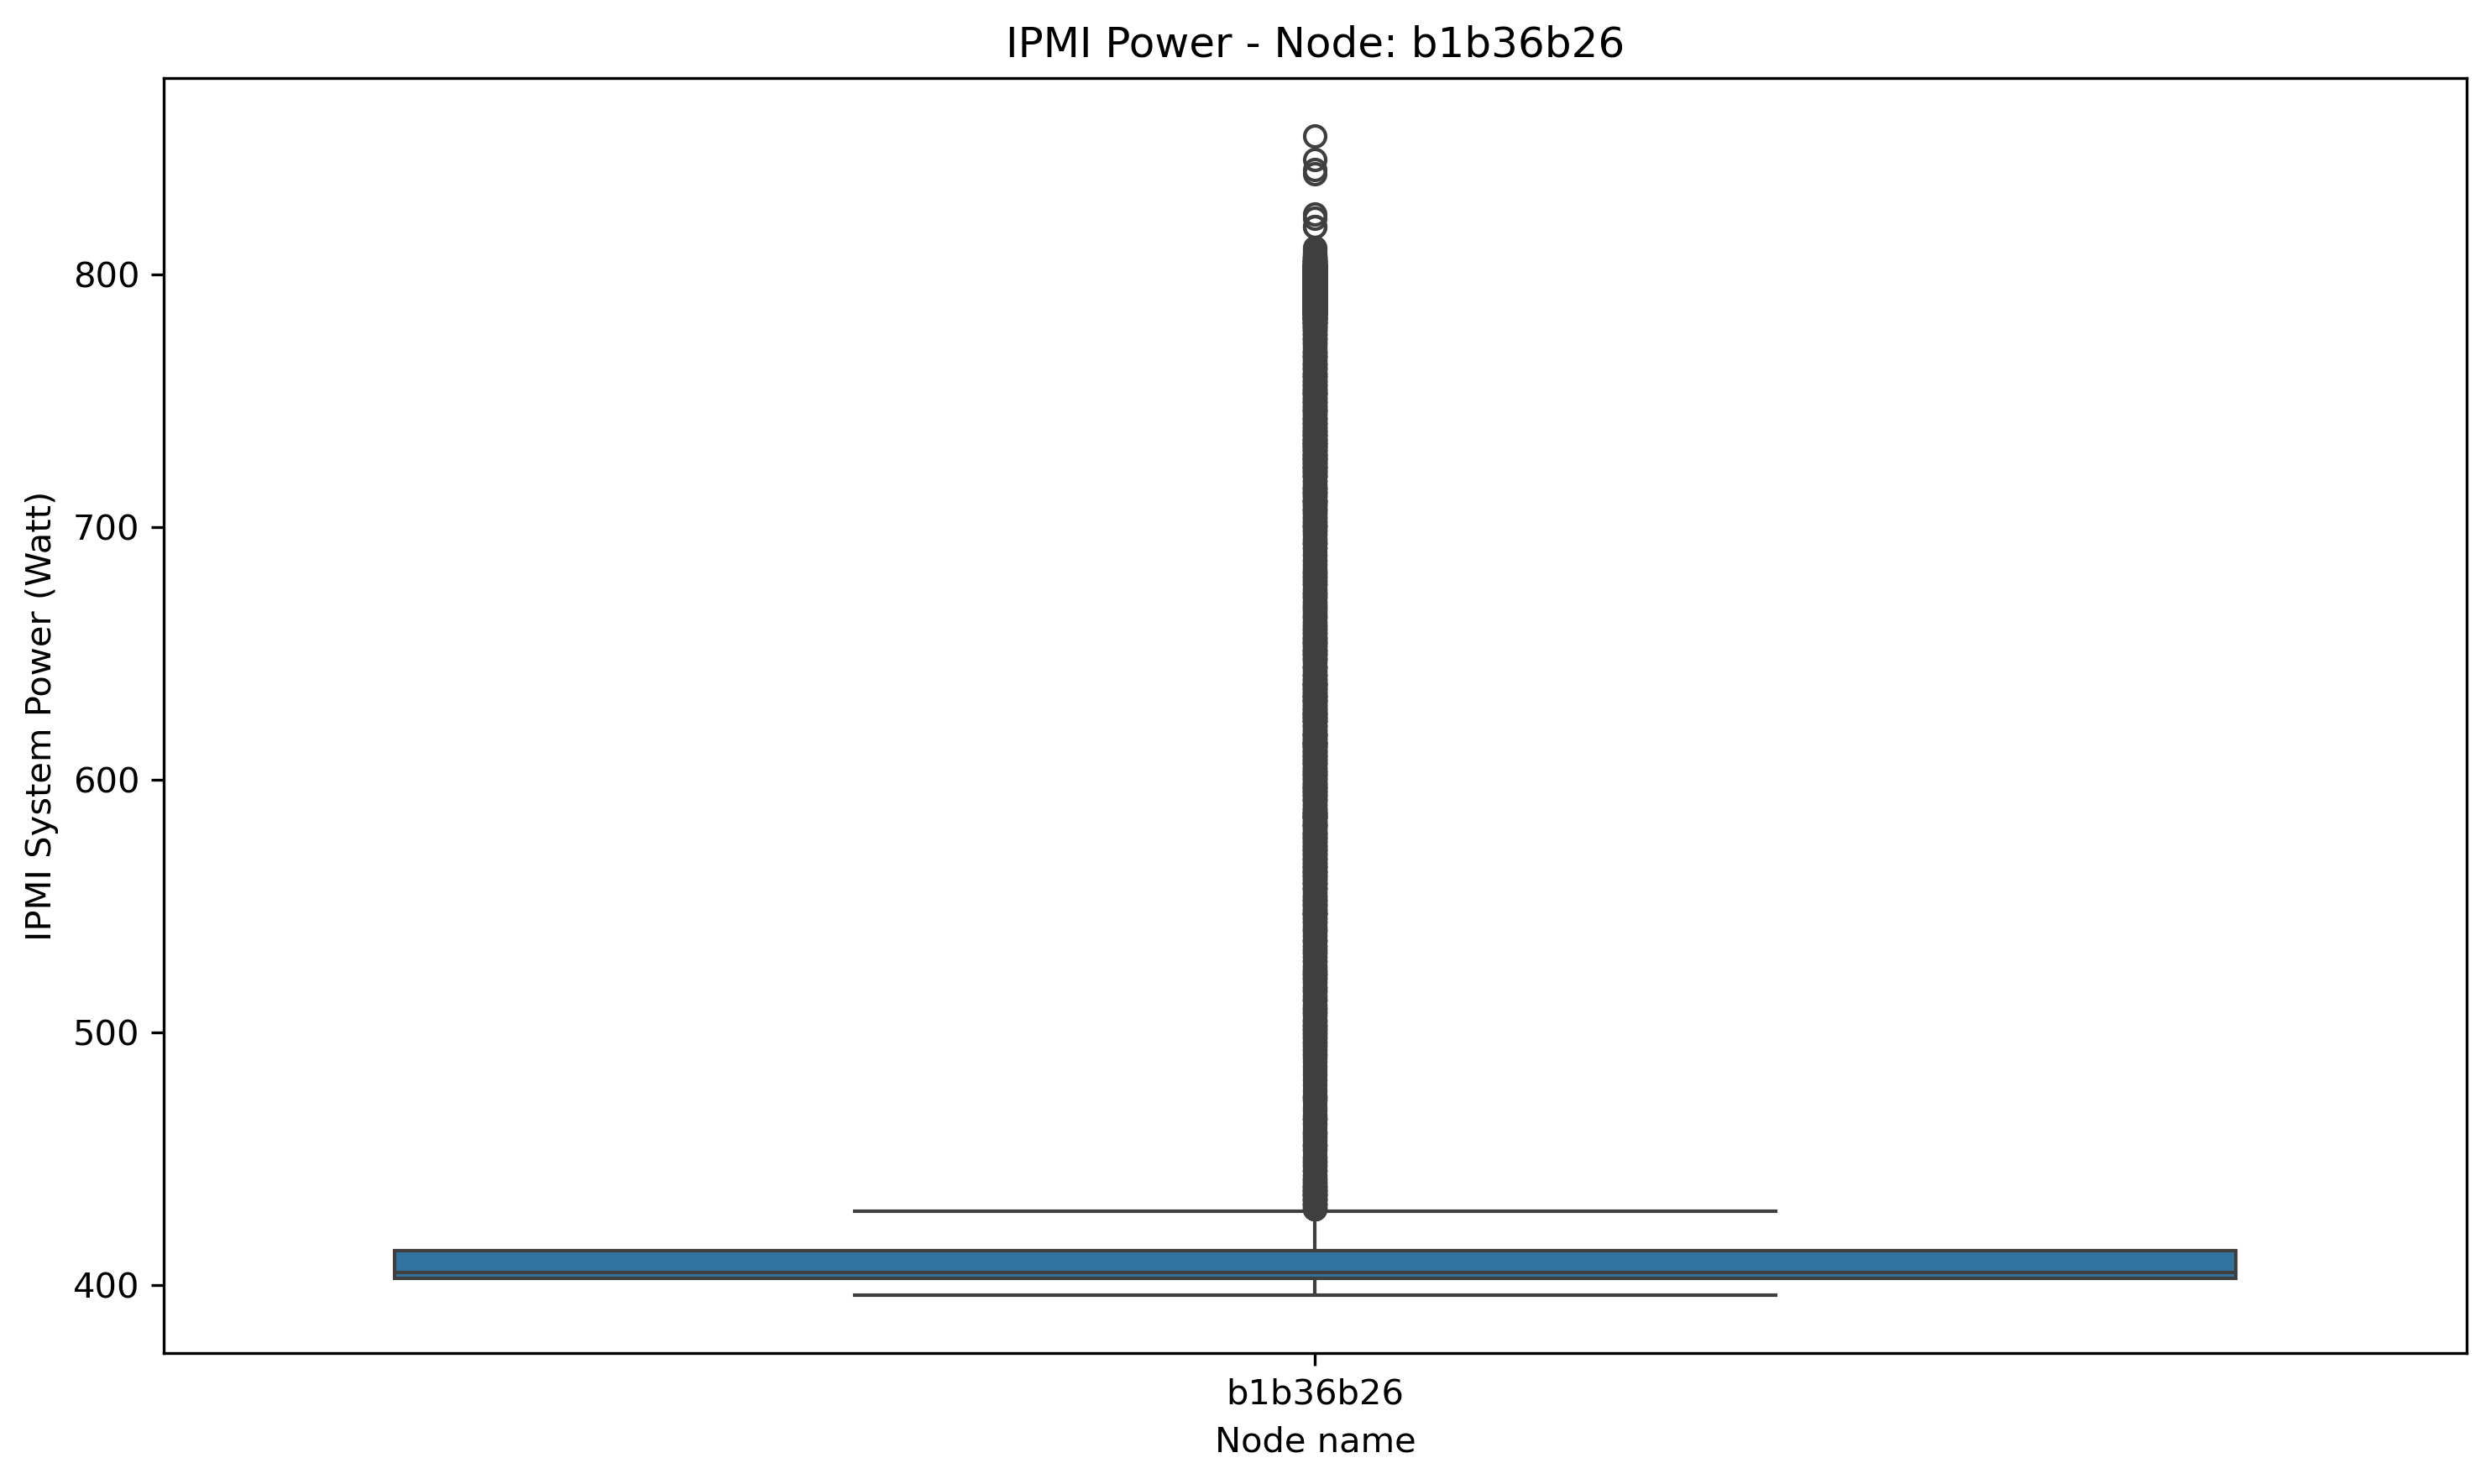 IPMI Power - Node: b1b36b26
IPMI System Power (Watt)
800
700
600
500
400
b1b36b26
Node name